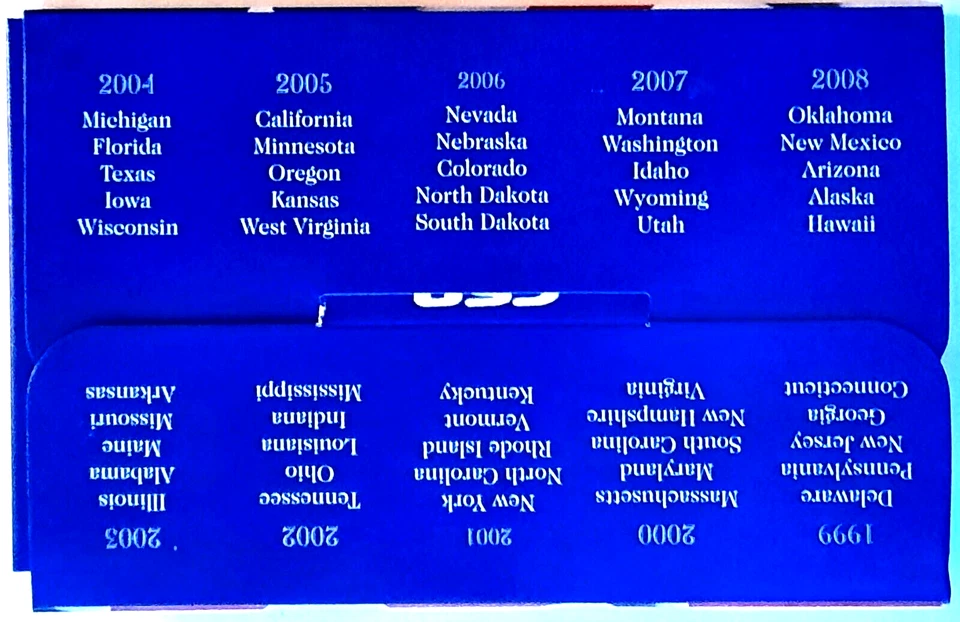 2004
Michigan
Florida
Texas
Iowa
Wisconsin
2005
California
Minnesota
Oregon
Kansas
West Virginia
2006
Nevada
Nebraska
Colorado
North Dakota
South Dakota
2007
Montana
Washington
Idaho
Wyoming
Utah
2008
Oklahoma
New Mexico
Arizona
Alaska
Hawaii
1999
Delaware
Pennsylvania
New Jersey
Georgia
Connecticut
2000
Massachusetts
Maryland
South Carolina
New Hampshire
Virginia
2001
New York
North Carolina
Rhode Island
Vermont
Kentucky
2002
Tennessee
Ohio
Louisiana
Indiana
Mississippi
2003
Illinois
Alabama
Maine
Missouri
Arkansas